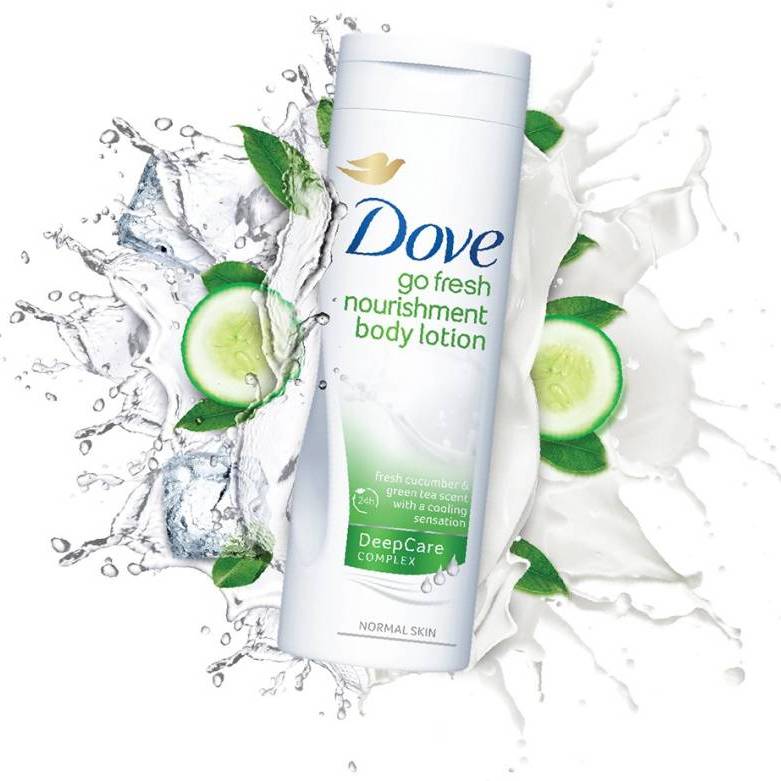 Dove
go fresh
nourishment
body lotion
fresh cucumber &
green tea scent
24h
with a cooling
sensation
DeepCare
COMPLEX
NORMAL SKIN